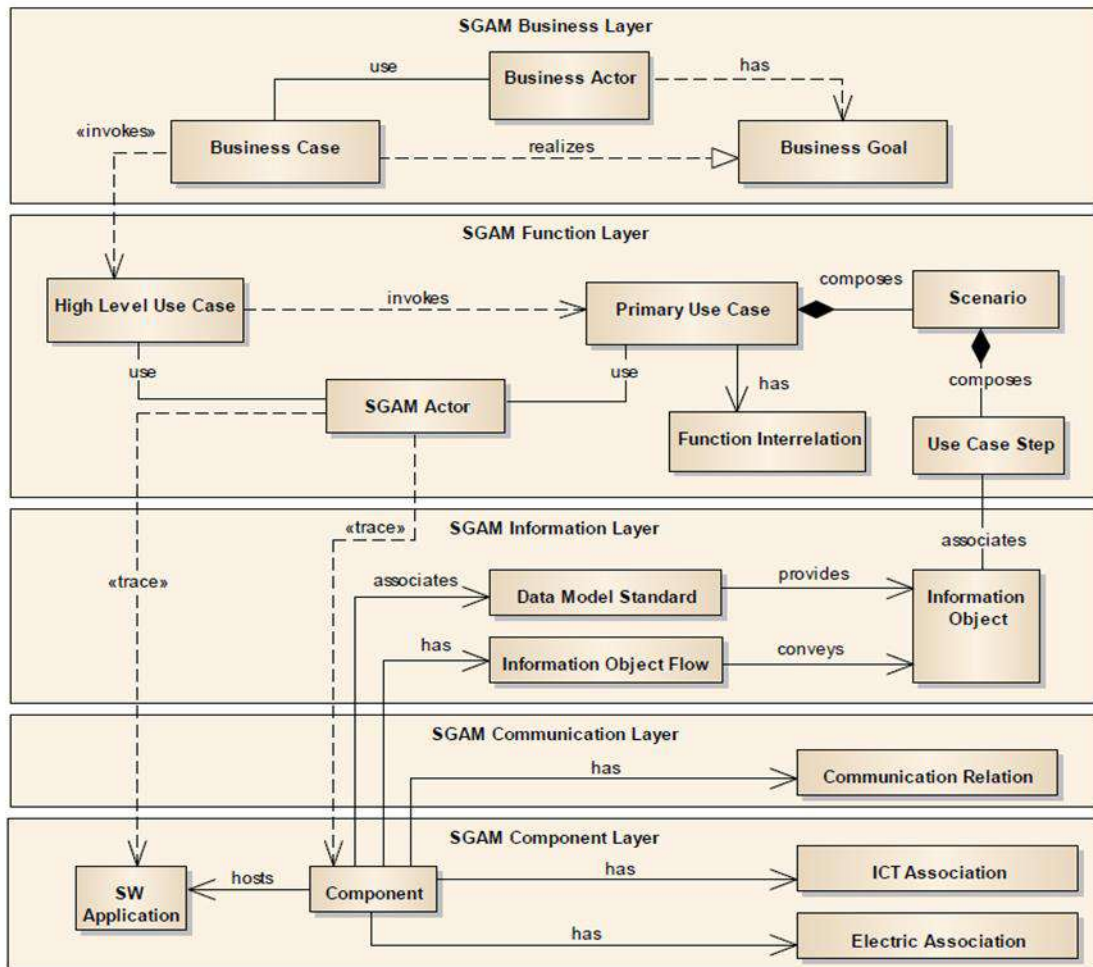 SGAM Business Layer
use
Business Actor
has
«invokes»
Business Case
realizes
Business Goal
SGAM Function Layer
High Level Use Case
invokes
Primary Use Case
composes
Scenario
use
SGAM Actor
use
has
composes
Function Interrelation
Use Case Step
SGAM Information Layer
«trace»
associates
«trace»
associates
Data Model Standard
provides
Information
Object
has
Information Object Flow
conveys
SGAM Communication Layer
has
Communication Relation
SGAM Component Layer
SW
Application
hosts
Component
has
ICT Association
has
Electric Association